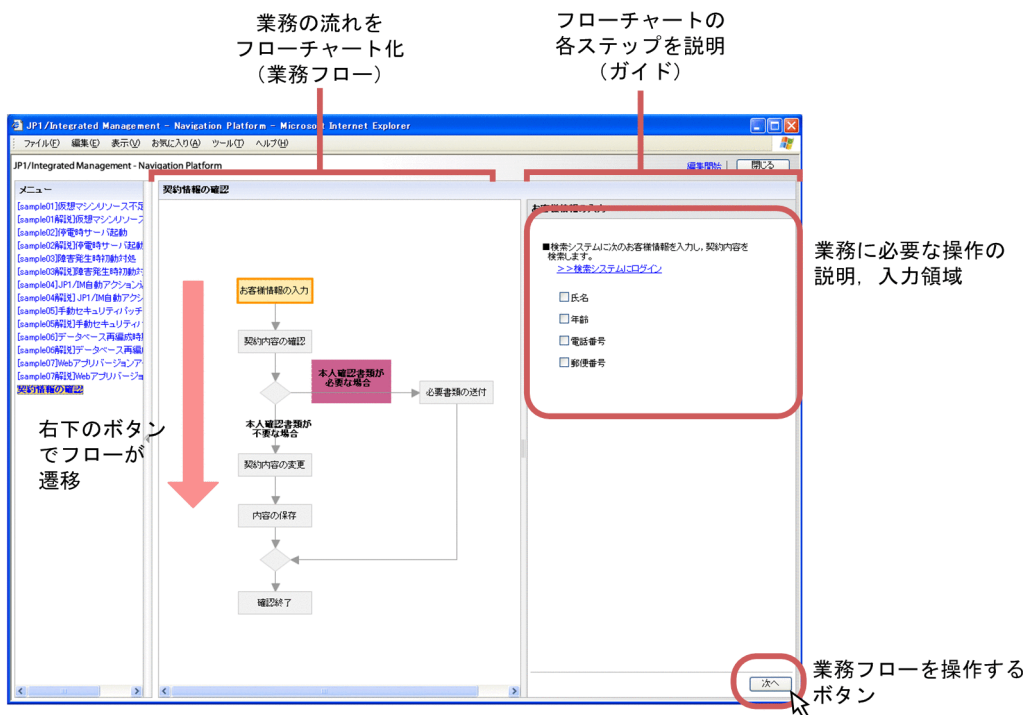 業務の流れを
フローチャート化
（業務フロー）
フローチャートの
各ステップを説明
（ガイド）
JP1/Integrated Management - Navigation Platform - Microsoft Internet Explorer
ファイル(F) 編集(E) 表示(V) お気に入り(A) ツール(T) ヘルプ(H)
JP1/Integrated Management - Navigation Platform
編集開始 | 閉じる
メニュー
[sample01]仮想マシンリソース不足
[sample01解説]仮想マシンリソース
[sample02]停電時サーバ起動
[sample02解説]停電時サーバ起動
[sample03]障害発生時初動対処
[sample03解説]障害発生時初動対
[sample04]JP1/IM自動アクション
[sample04解説] JP1/IM自動アクシ
[sample05]手動セキュリティパッチ
[sample05解説]手動セキュリティパ
[sample06]データベース再編成時
[sample06解説]データベース再編
[sample07]Webアプリバージョンア
[sample07解説]Webアプリバージョ
契約情報の確認
右下のボタン
でフローが
遷移
契約情報の確認
お客様情報の入力
契約内容の確認
本人確認書類が
必要な場合
必要書類の送付
本人確認書類が
不要な場合
契約内容の変更
内容の保存
確認終了
お客様情報の入力
■検索システムに次のお客様情報を入力し，契約内容を
検索します。
>>検索システムにログイン
氏名
年齢
電話番号
郵便番号
次へ
業務に必要な操作の
説明，入力領域
業務フローを操作する
ボタン